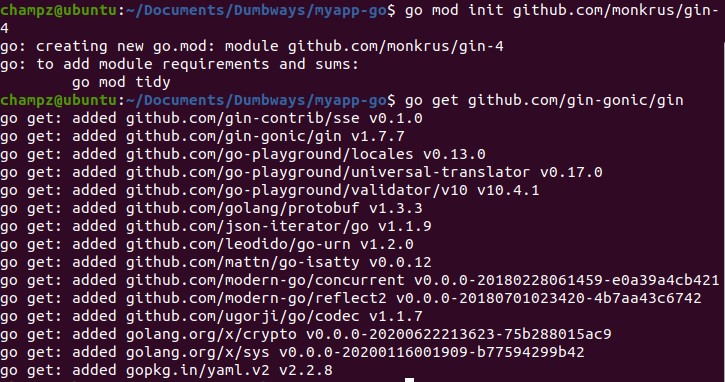 champz@ubuntu:~/Documents/Dumbways/myapp-go$ go mod init github.com/monkrus/gin-
4
go: creating new go.mod: module github.com/monkrus/gin-4
go: to add module requirements and sums:
        go mod tidy
champz@ubuntu:~/Documents/Dumbways/myapp-go$ go get github.com/gin-gonic/gin
go get: added github.com/gin-contrib/sse v0.1.0
go get: added github.com/gin-gonic/gin v1.7.7
go get: added github.com/go-playground/locales v0.13.0
go get: added github.com/go-playground/universal-translator v0.17.0
go get: added github.com/go-playground/validator/v10 v10.4.1
go get: added github.com/golang/protobuf v1.3.3
go get: added github.com/json-iterator/go v1.1.9
go get: added github.com/leodido/go-urn v1.2.0
go get: added github.com/mattn/go-isatty v0.0.12
go get: added github.com/modern-go/concurrent v0.0.0-20180228061459-e0a39a4cb421
go get: added github.com/modern-go/reflect2 v0.0.0-20180701023420-4b7aa43c6742
go get: added github.com/ugorji/go/codec v1.1.7
go get: added golang.org/x/crypto v0.0.0-20200622213623-75b288015ac9
go get: added golang.org/x/sys v0.0.0-20200116001909-b77594299b42
go get: added gopkg.in/yaml.v2 v2.2.8